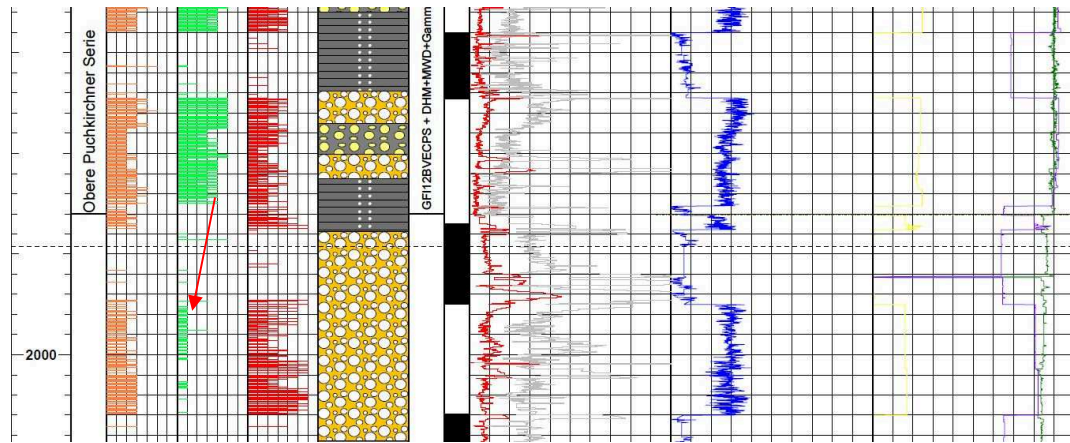 Obere Puchkirchner Serie
GFI12BVECPS + DHM+MWD+Gamm
2000